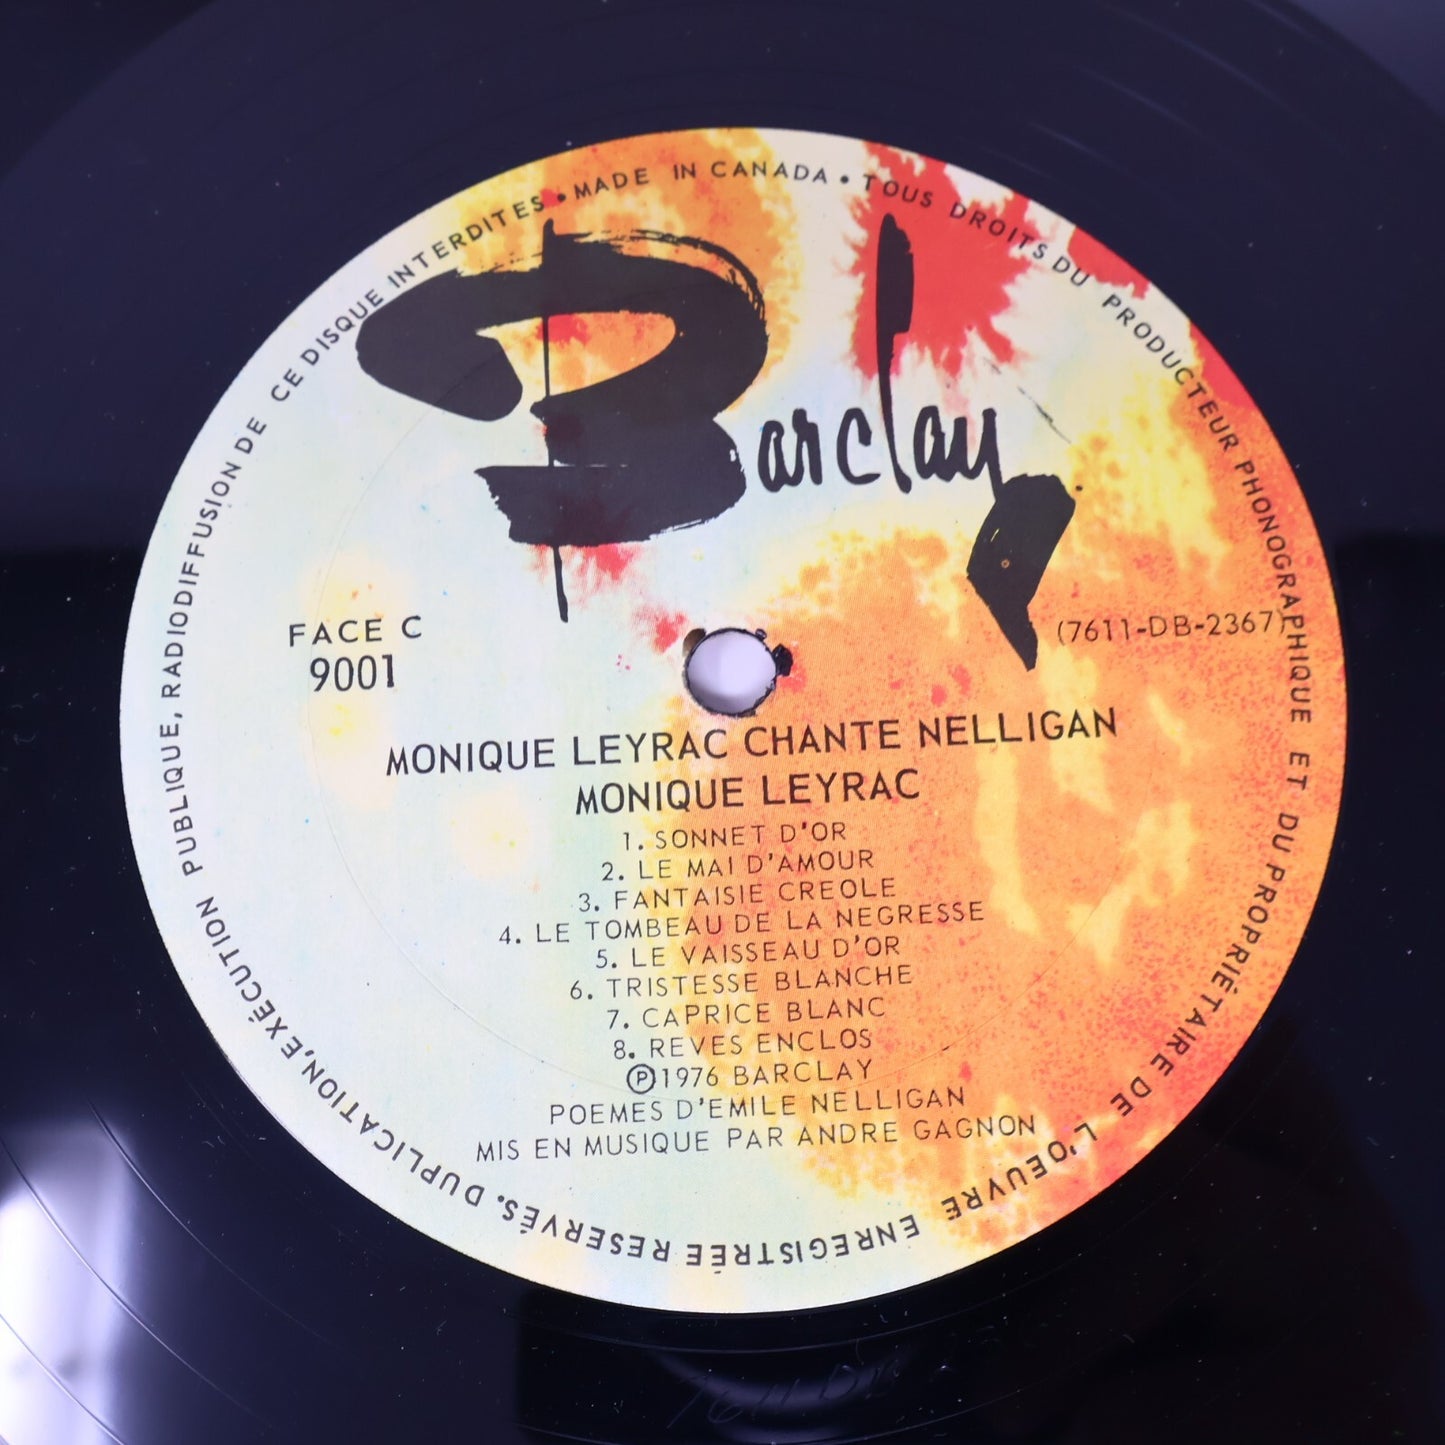 Barclay
FACE C
9001
(7611-DB-2367)
MONIQUE LEYRAC CHANTE NELLIGAN
MONIQUE LEYRAC
1. SONNET D'OR
2. LE MAI D'AMOUR
3. FANTAISIE CREOLE
4. LE TOMBEAU DE LA NEGRESSE
5. LE VAISSEAU D'OR
6. TRISTESSE BLANCHE
7. CAPRICE BLANC
8. REVES ENCLOS
Ⓟ1976 BARCLAY
POEMES D'EMILE NELLIGAN
MIS EN MUSIQUE PAR ANDRE GAGNON
• MADE IN CANADA • TOUS DROITS DU PRODUCTEUR PHONOGRAPHIQUE ET DU PROPRIÉTAIRE DE L'OEUVRE ENREGISTRÉE RESERVÉS. DUPLICATION, EXÈCUTION PUBLIQUE, RADIODIFFUSION DE CE DISQUE INTERDITES